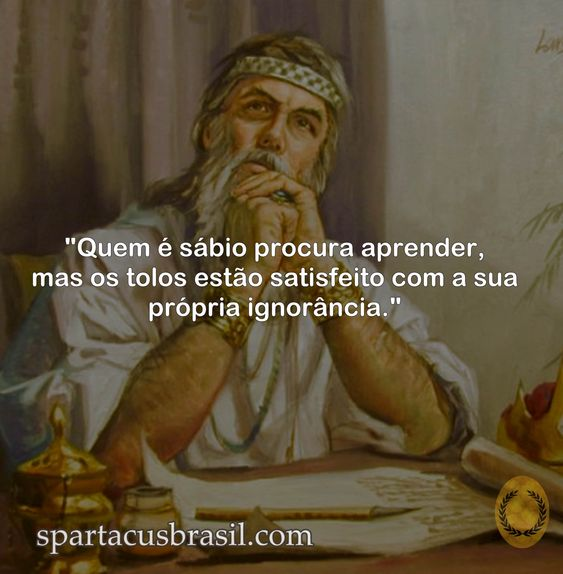 "Quem é sábio procura aprender,
mas os tolos estão satisfeito com a sua
própria ignorância."
spartacusbrasil.com